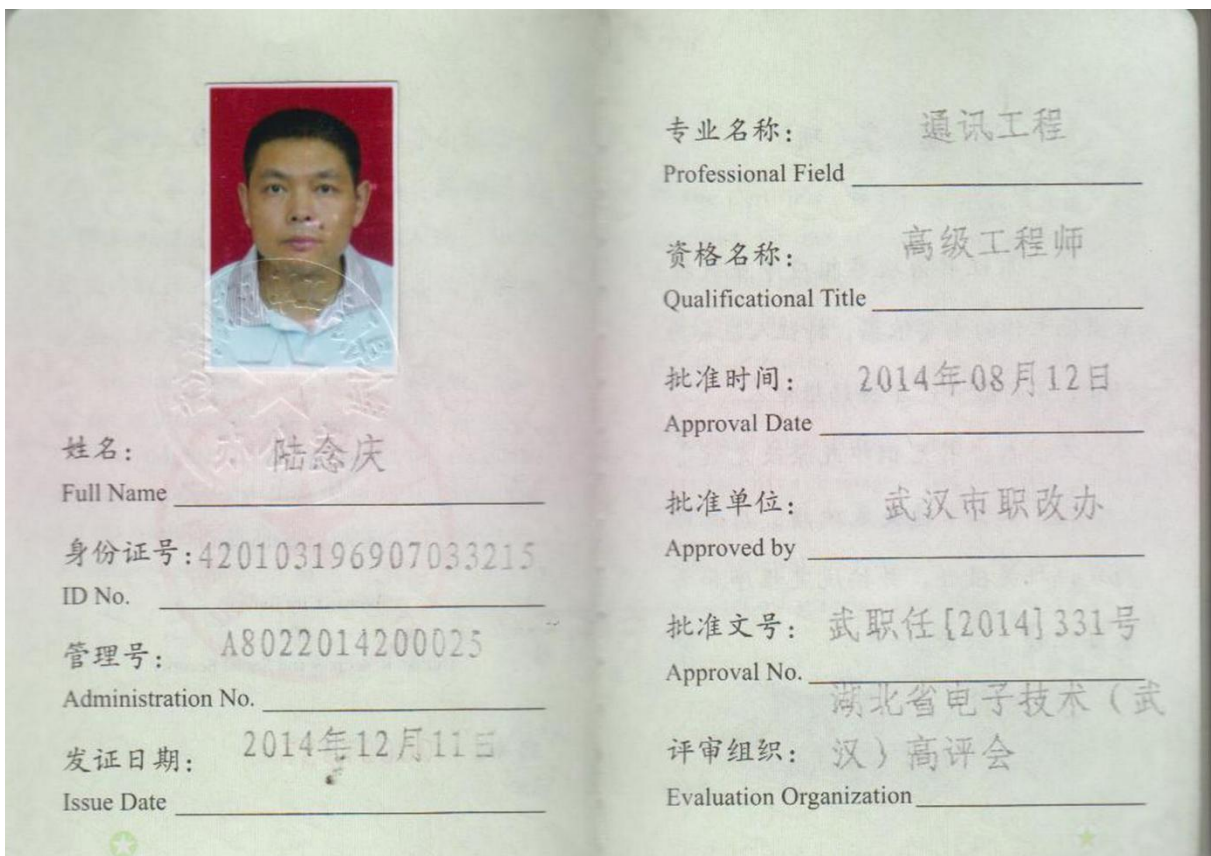 姓名: 陆念庆
Full Name
身份证号:420103196907033215
ID No.
管理号: A8022014200025
Administration No.
发证日期: 2014年12月11日
Issue Date
专业名称: 通讯工程
Professional Field
资格名称: 高级工程师
Qualificational Title
批准时间: 2014年08月12日
Approval Date
批准单位: 武汉市职改办
Approved by
批准文号: 武职任[2014]331号
Approval No.
湖北省电子技术（武
评审组织: 汉）高评会
Evaluation Organization